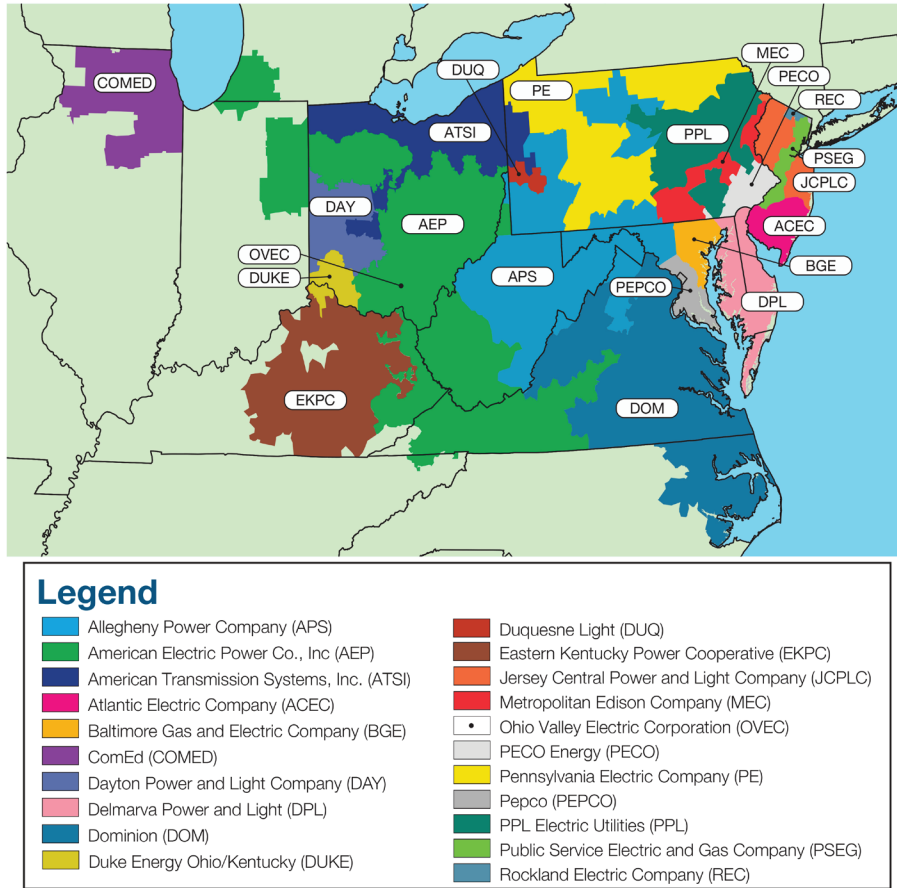 COMED
DUQ
PE
MEC
PECO
REC
ATSI
PPL
PSEG
JCPLC
DAY
AEP
ACEC
OVEC
DUKE
APS
PEPCO
BGE
DPL
EKPC
DOM
Legend
Allegheny Power Company (APS)
American Electric Power Co., Inc (AEP)
American Transmission Systems, Inc. (ATSI)
Atlantic Electric Company (ACEC)
Baltimore Gas and Electric Company (BGE)
ComEd (COMED)
Dayton Power and Light Company (DAY)
Delmarva Power and Light (DPL)
Dominion (DOM)
Duke Energy Ohio/Kentucky (DUKE)
Duquesne Light (DUQ)
Eastern Kentucky Power Cooperative (EKPC)
Jersey Central Power and Light Company (JCPLC)
Metropolitan Edison Company (MEC)
Ohio Valley Electric Corporation (OVEC)
PECO Energy (PECO)
Pennsylvania Electric Company (PE)
Pepco (PEPCO)
PPL Electric Utilities (PPL)
Public Service Electric and Gas Company (PSEG)
Rockland Electric Company (REC)